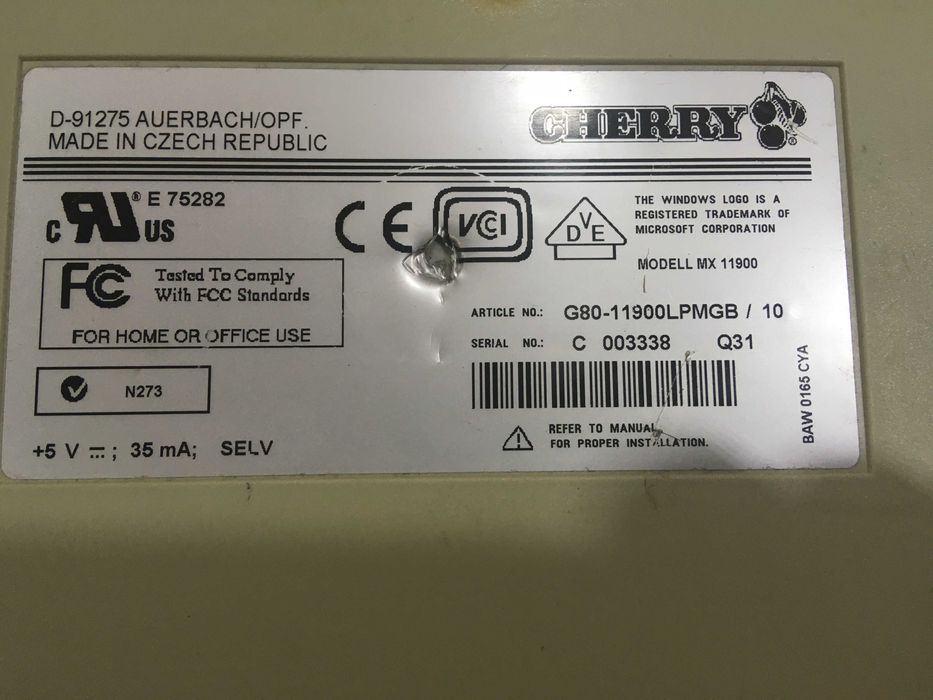 D-91275 AUERBACH/OPF.
MADE IN CZECH REPUBLIC
CHERRY ®
c RU ® US E 75282
CE
VCI
DVE
THE WINDOWS LOGO IS A
REGISTERED TRADEMARK OF
MICROSOFT CORPORATION
MODELL MX 11900
FCC Tested To Comply
With FCC Standards
FOR HOME OR OFFICE USE
ARTICLE NO.: G80-11900LPMGB / 10
SERIAL NO.: C 003338 Q31
N273
REFER TO MANUAL
FOR PROPER INSTALLATION.
+5 V ⎓; 35 mA; SELV
BAW 0165 CYA